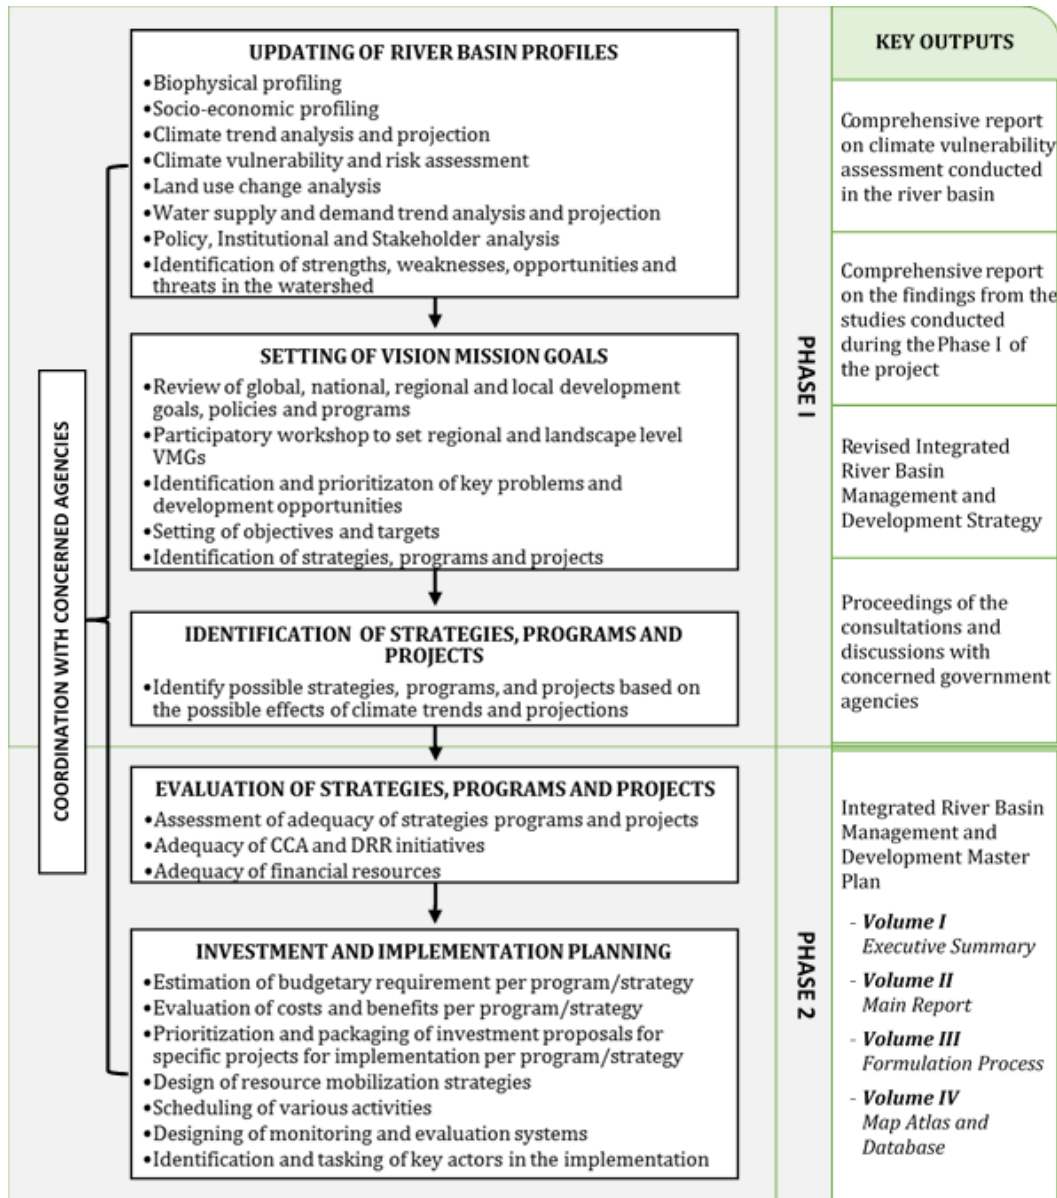 COORDINATION WITH CONCERNED AGENCIES
UPDATING OF RIVER BASIN PROFILES
•Biophysical profiling
•Socio-economic profiling
•Climate trend analysis and projection
•Climate vulnerability and risk assessment
•Land use change analysis
•Water supply and demand trend analysis and projection
•Policy, Institutional and Stakeholder analysis
•Identification of strengths, weaknesses, opportunities and
threats in the watershed
SETTING OF VISION MISSION GOALS
•Review of global, national, regional and local development
goals, policies and programs
•Participatory workshop to set regional and landscape level
VMGs
•Identification and prioritizaton of key problems and
development opportunities
•Setting of objectives and targets
•Identification of strategies, programs and projects
IDENTIFICATION OF STRATEGIES, PROGRAMS AND
PROJECTS
•Identify possible strategies, programs, and projects based on
the possible effects of climate trends and projections
EVALUATION OF STRATEGIES, PROGRAMS AND PROJECTS
•Assessment of adequacy of strategies programs and projects
•Adequacy of CCA and DRR initiatives
•Adequacy of financial resources
INVESTMENT AND IMPLEMENTATION PLANNING
•Estimation of budgetary requirement per program/strategy
•Evaluation of costs and benefits per program/strategy
•Prioritization and packaging of investment proposals for
specific projects for implementation per program/strategy
•Design of resource mobilization strategies
•Scheduling of various activities
•Designing of monitoring and evaluation systems
•Identification and tasking of key actors in the implementation
PHASE I
PHASE 2
KEY OUTPUTS
Comprehensive report
on climate vulnerability
assessment conducted
in the river basin
Comprehensive report
on the findings from the
studies conducted
during the Phase I of
the project
Revised Integrated
River Basin
Management and
Development Strategy
Proceedings of the
consultations and
discussions with
concerned government
agencies
Integrated River Basin
Management and
Development Master
Plan
- Volume I
Executive Summary
- Volume II
Main Report
- Volume III
Formulation Process
- Volume IV
Map Atlas and
Database